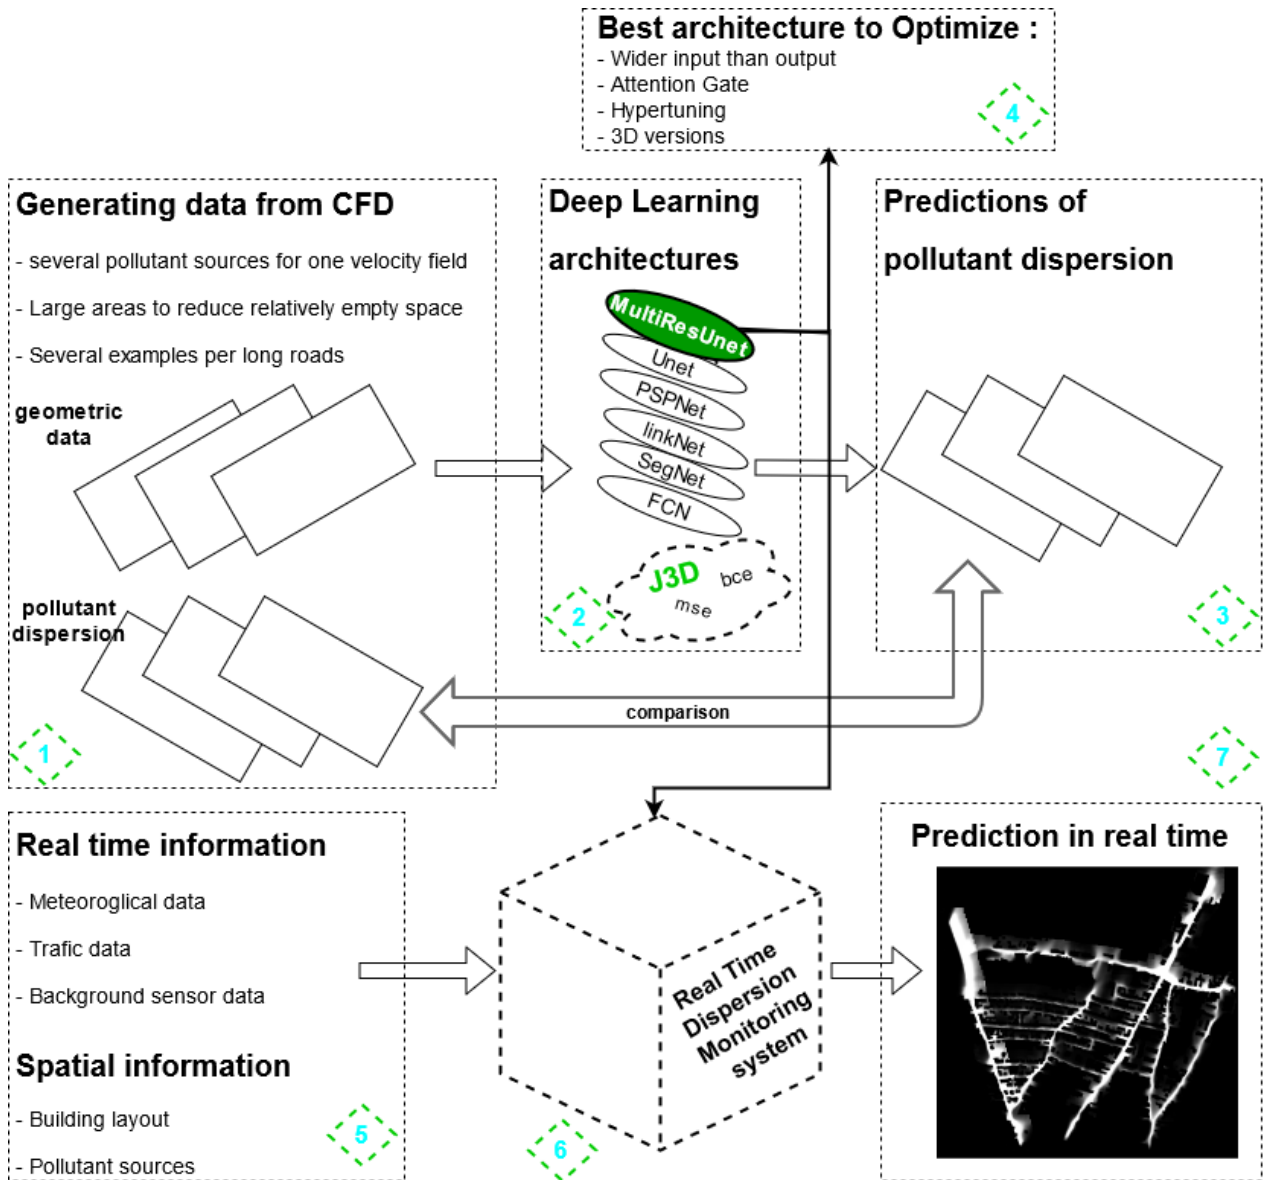 Best architecture to Optimize :
- Wider input than output
- Attention Gate
- Hypertuning
- 3D versions
4
Generating data from CFD
- several pollutant sources for one velocity field
- Large areas to reduce relatively empty space
- Several examples per long roads
geometric
data
pollutant
dispersion
1
Deep Learning
architectures
MultiResUnet
Unet
PSPNet
linkNet
SegNet
FCN
J3D
bce
mse
2
Predictions of
pollutant dispersion
3
comparison
7
Real time information
- Meteoroglical data
- Trafic data
- Background sensor data
Spatial information
- Building layout
- Pollutant sources
5
Real Time
Dispersion
Monitoring
system
6
Prediction in real time